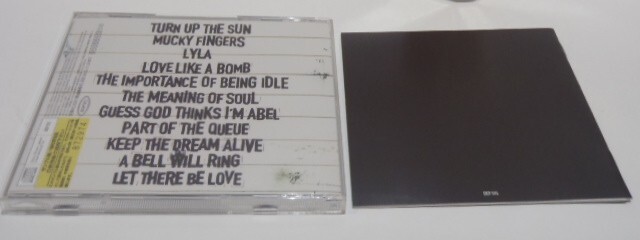 TURN UP THE SUN
MUCKY FINGERS
LYLA
LOVE LIKE A BOMB
THE IMPORTANCE OF BEING IDLE
THE MEANING OF SOUL
GUESS GOD THINKS I'M ABEL
PART OF THE QUEUE
KEEP THE DREAM ALIVE
A BELL WILL RING
LET THERE BE LOVE